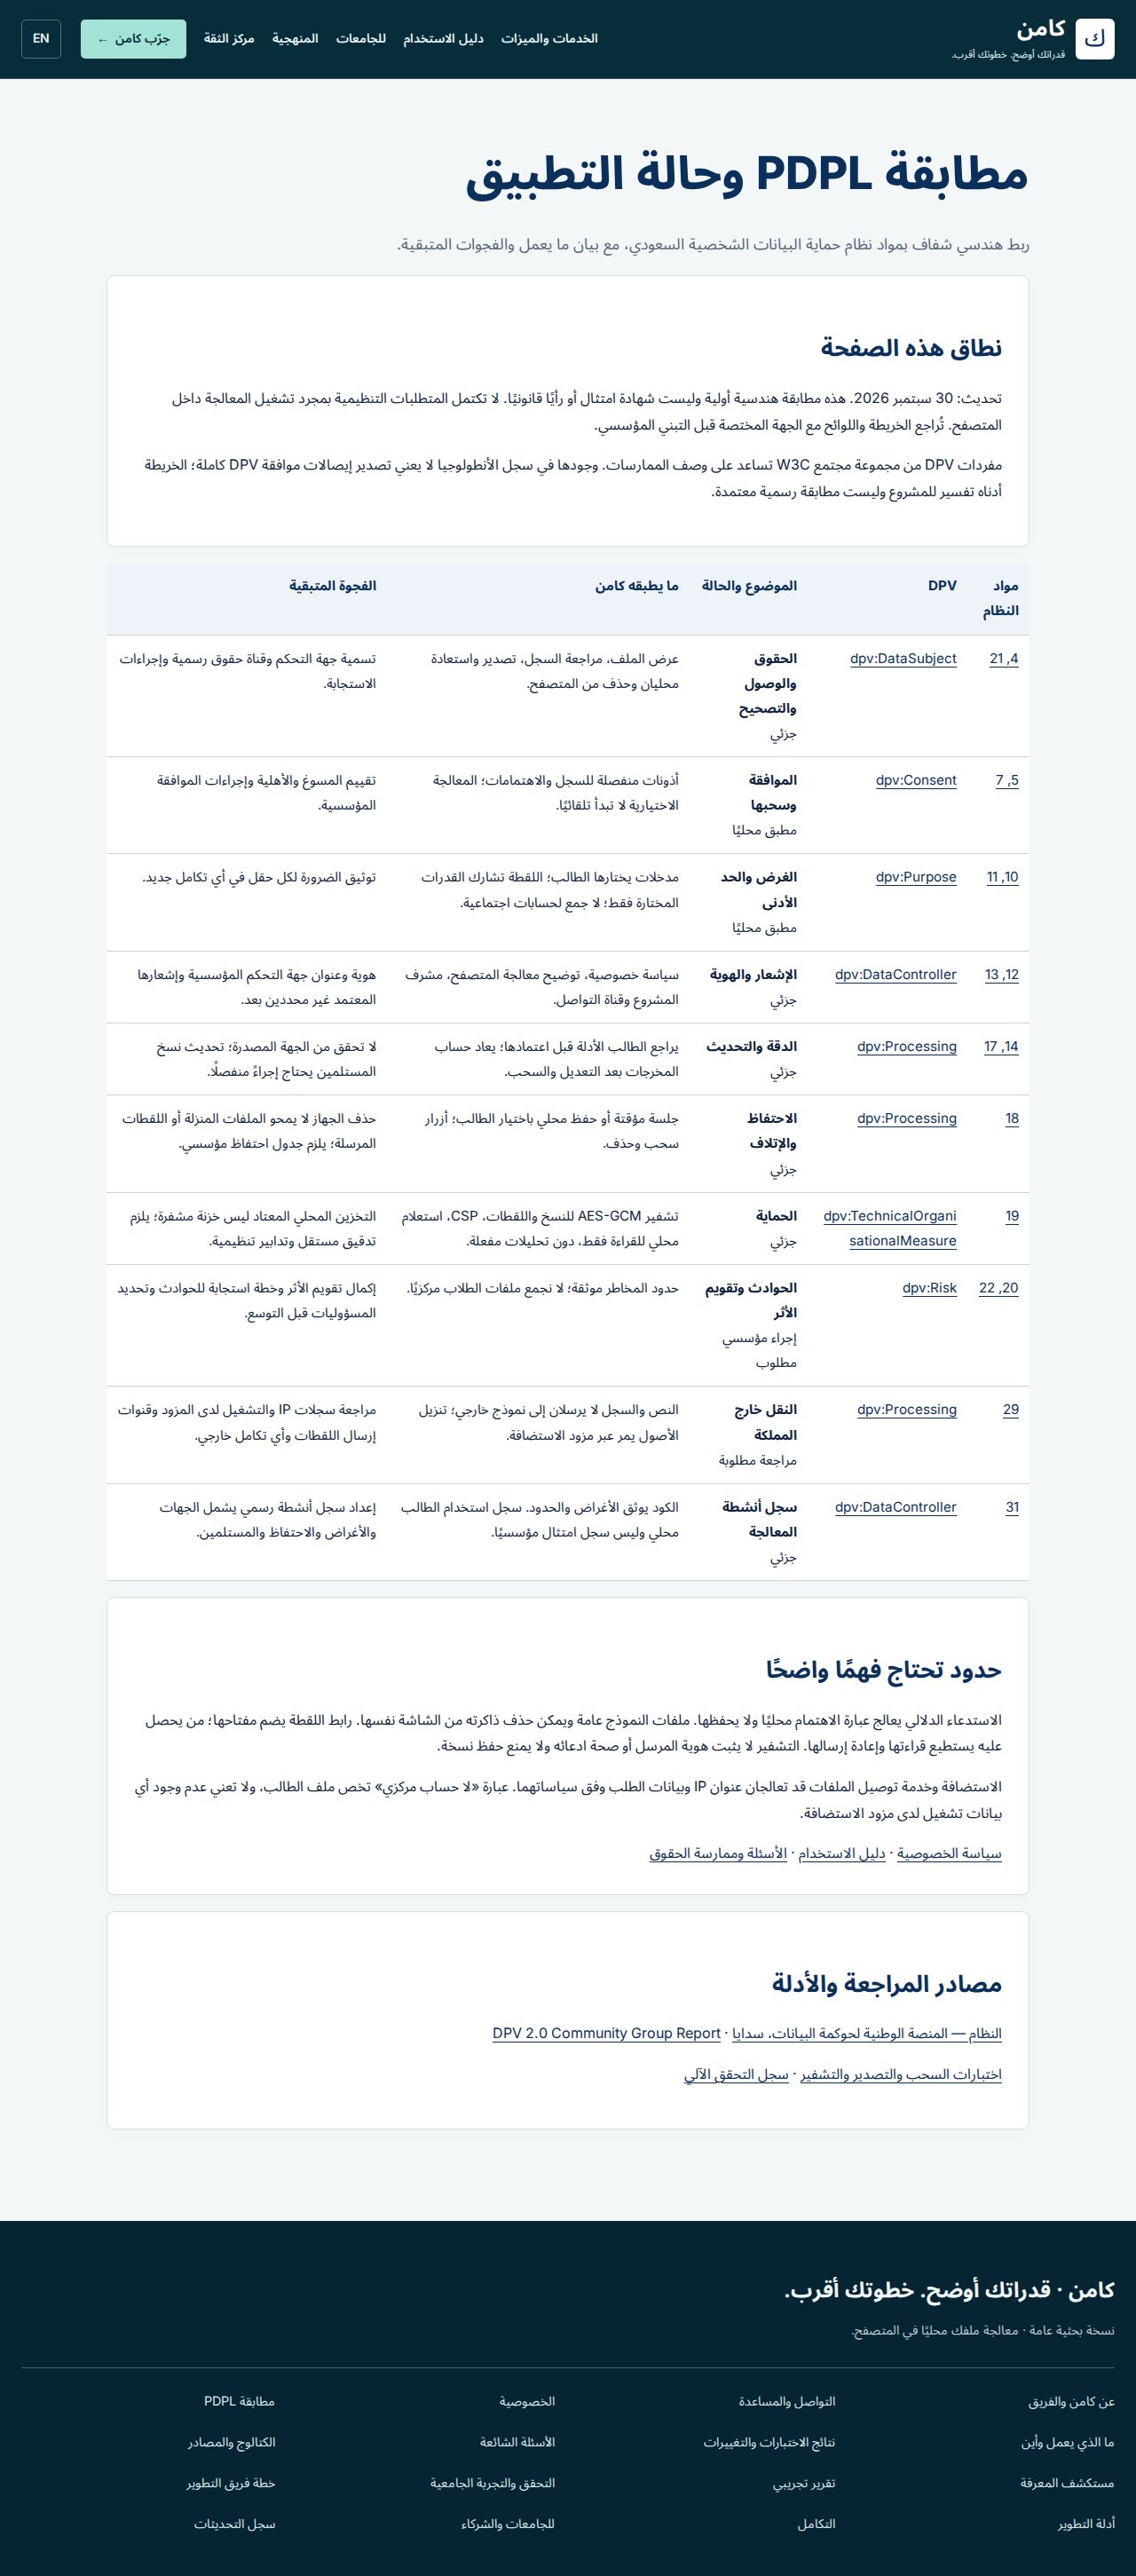 ك
كامن
قدراتك أوضح. خطوتك أقرب.
الخدمات والميزات
دليل الاستخدام
المنهجية
للجامعات
مركز الثقة
جرّب كامن ←
EN
مطابقة PDPL وحالة التطبيق
ربط هندسي شفاف بمواد نظام حماية البيانات الشخصية السعودي، مع بيان ما يعمل والفجوات المتبقية.
نطاق هذه الصفحة
تحديث: 30 سبتمبر 2026. هذه مطابقة هندسية أولية وليست شهادة امتثال أو رأيًا قانونيًا. لا تكتمل المتطلبات التنظيمية بمجرد تشغيل المعالجة داخل
المتصفح. تُراجع الخريطة واللوائح مع الجهة المختصة قبل التبني المؤسسي.
مفردات DPV من مجموعة مجتمع W3C تساعد على وصف الممارسات. وجودها في سجل الأنطولوجيا لا يعني تصدير إيصالات موافقة DPV كاملة؛ الخريطة
أدناه تفسير للمشروع وليست مطابقة رسمية معتمدة.
مواد
النظام
DPV
الموضوع والحالة
ما يطبقه كامن
الفجوة المتبقية
4, 21
dpv:DataSubject
الحقوق
والوصول
والتصحيح
جزئي
عرض الملف، مراجعة السجل، تصدير واستعادة
محليان وحذف من المتصفح.
تسمية جهة التحكم وقناة حقوق رسمية وإجراءات
الاستجابة.
5, 7
dpv:Consent
الموافقة
وسحبها
مطبق محليًا
أذونات منفصلة للسجل والاهتمامات؛ المعالجة
الاختيارية لا تبدأ تلقائيًا.
تقييم المسوغ والأهلية وإجراءات الموافقة
المؤسسية.
10, 11
dpv:Purpose
الغرض والحد
الأدنى
مطبق محليًا
مدخلات يختارها الطالب؛ اللقطة تشارك القدرات
المختارة فقط؛ لا جمع لحسابات اجتماعية.
توثيق الضرورة لكل حقل في أي تكامل جديد.
12, 13
dpv:DataController
الإشعار والهوية
جزئي
سياسة خصوصية، توضيح معالجة المتصفح، مشرف
المشروع وقناة التواصل.
هوية وعنوان جهة التحكم المؤسسية وإشعارها
المعتمد غير محددين بعد.
14, 17
dpv:Processing
الدقة والتحديث
جزئي
يراجع الطالب الأدلة قبل اعتمادها؛ يعاد حساب
المخرجات بعد التعديل والسحب.
لا تحقق من الجهة المصدرة؛ تحديث نسخ
المستلمين يحتاج إجراءً منفصلًا.
18
dpv:Processing
الاحتفاظ
والإتلاف
جزئي
جلسة مؤقتة أو حفظ محلي باختيار الطالب؛ أزرار
سحب وحذف.
حذف الجهاز لا يمحو الملفات المنزلة أو اللقطات
المرسلة؛ يلزم جدول احتفاظ مؤسسي.
19
dpv:TechnicalOrgani
sationalMeasure
الحماية
جزئي
تشفير AES-GCM للنسخ واللقطات، CSP، استعلام
محلي للقراءة فقط، دون تحليلات مفعلة.
التخزين المحلي المعتاد ليس خزنة مشفرة؛ يلزم
تدقيق مستقل وتدابير تنظيمية.
20, 22
dpv:Risk
الحوادث وتقويم
الأثر
إجراء مؤسسي
مطلوب
حدود المخاطر موثقة؛ لا نجمع ملفات الطلاب مركزيًا.
إكمال تقويم الأثر وخطة استجابة للحوادث وتحديد
المسؤوليات قبل التوسع.
29
dpv:Processing
النقل خارج
المملكة
مراجعة مطلوبة
النص والسجل لا يرسلان إلى نموذج خارجي؛ تنزيل
الأصول يمر عبر مزود الاستضافة.
مراجعة سجلات IP والتشغيل لدى المزود وقنوات
إرسال اللقطات وأي تكامل خارجي.
31
dpv:DataController
سجل أنشطة
المعالجة
جزئي
الكود يوثق الأغراض والحدود. سجل استخدام الطالب
محلي وليس سجل امتثال مؤسسيًا.
إعداد سجل أنشطة رسمي يشمل الجهات
والأغراض والاحتفاظ والمستلمين.
حدود تحتاج فهمًا واضحًا
الاستدعاء الدلالي يعالج عبارة الاهتمام محليًا ولا يحفظها. ملفات النموذج عامة ويمكن حذف ذاكرته من الشاشة نفسها. رابط اللقطة يضم مفتاحها؛ من يحصل
عليه يستطيع قراءتها وإعادة إرسالها. التشفير لا يثبت هوية المرسل أو صحة ادعائه ولا يمنع حفظ نسخة.
الاستضافة وخدمة توصيل الملفات قد تعالجان عنوان IP وبيانات الطلب وفق سياساتهما. عبارة «لا حساب مركزي» تخص ملف الطالب، ولا تعني عدم وجود أي
بيانات تشغيل لدى مزود الاستضافة.
سياسة الخصوصية · دليل الاستخدام · الأسئلة وممارسة الحقوق
مصادر المراجعة والأدلة
النظام — المنصة الوطنية لحوكمة البيانات، سدايا · DPV 2.0 Community Group Report
اختبارات السحب والتصدير والتشفير · سجل التحقق الآلي
كامن · قدراتك أوضح. خطوتك أقرب.
نسخة بحثية عامة · معالجة ملفك محليًا في المتصفح.
عن كامن والفريق
التواصل والمساعدة
الخصوصية
مطابقة PDPL
ما الذي يعمل وأين
نتائج الاختبارات والتغييرات
الأسئلة الشائعة
الكتالوج والمصادر
مستكشف المعرفة
تقرير تجريبي
التحقق والتجربة الجامعية
خطة فريق التطوير
أدلة التطوير
التكامل
للجامعات والشركاء
سجل التحديثات